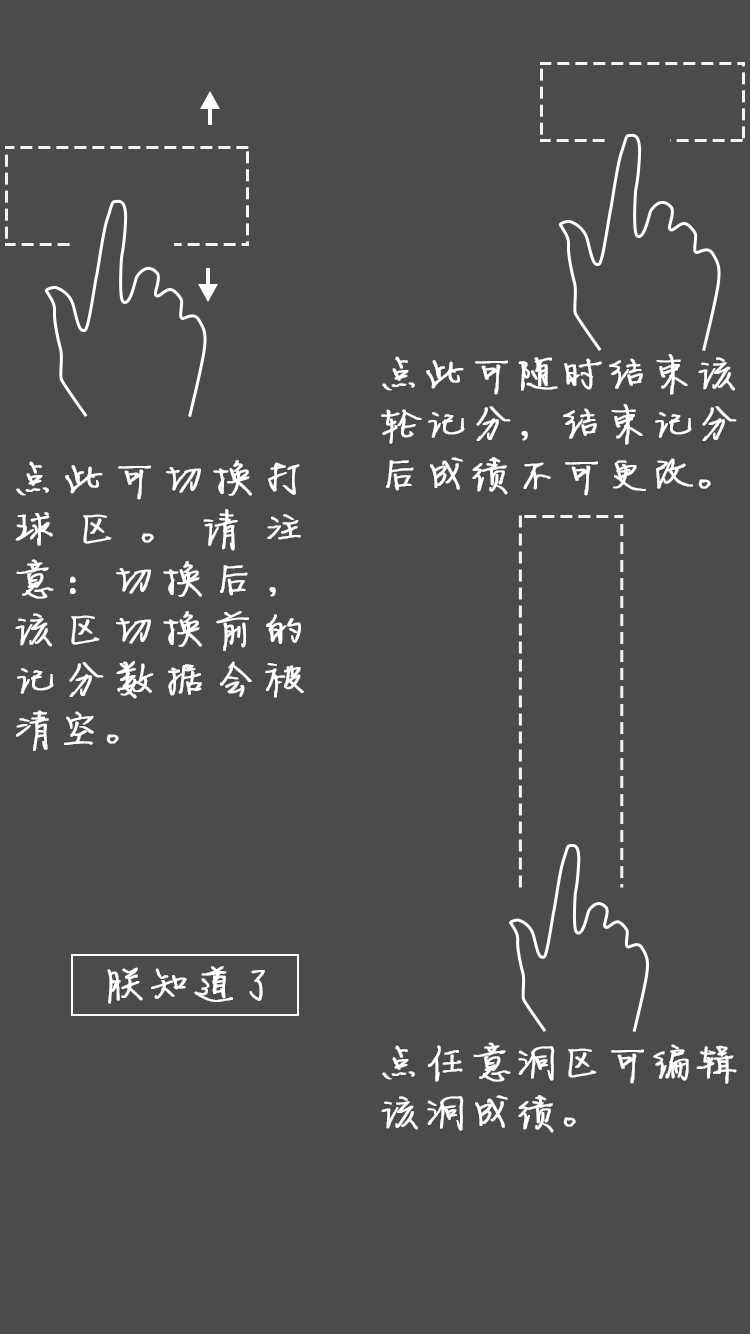 点此可随时结束该
轮记分，结束记分
后成绩不可更改。
点此可切换打
球区。请注
意：切换后，
该区切换前的
记分数据会被
清空。
朕知道了
点任意洞区可编辑
该洞成绩。